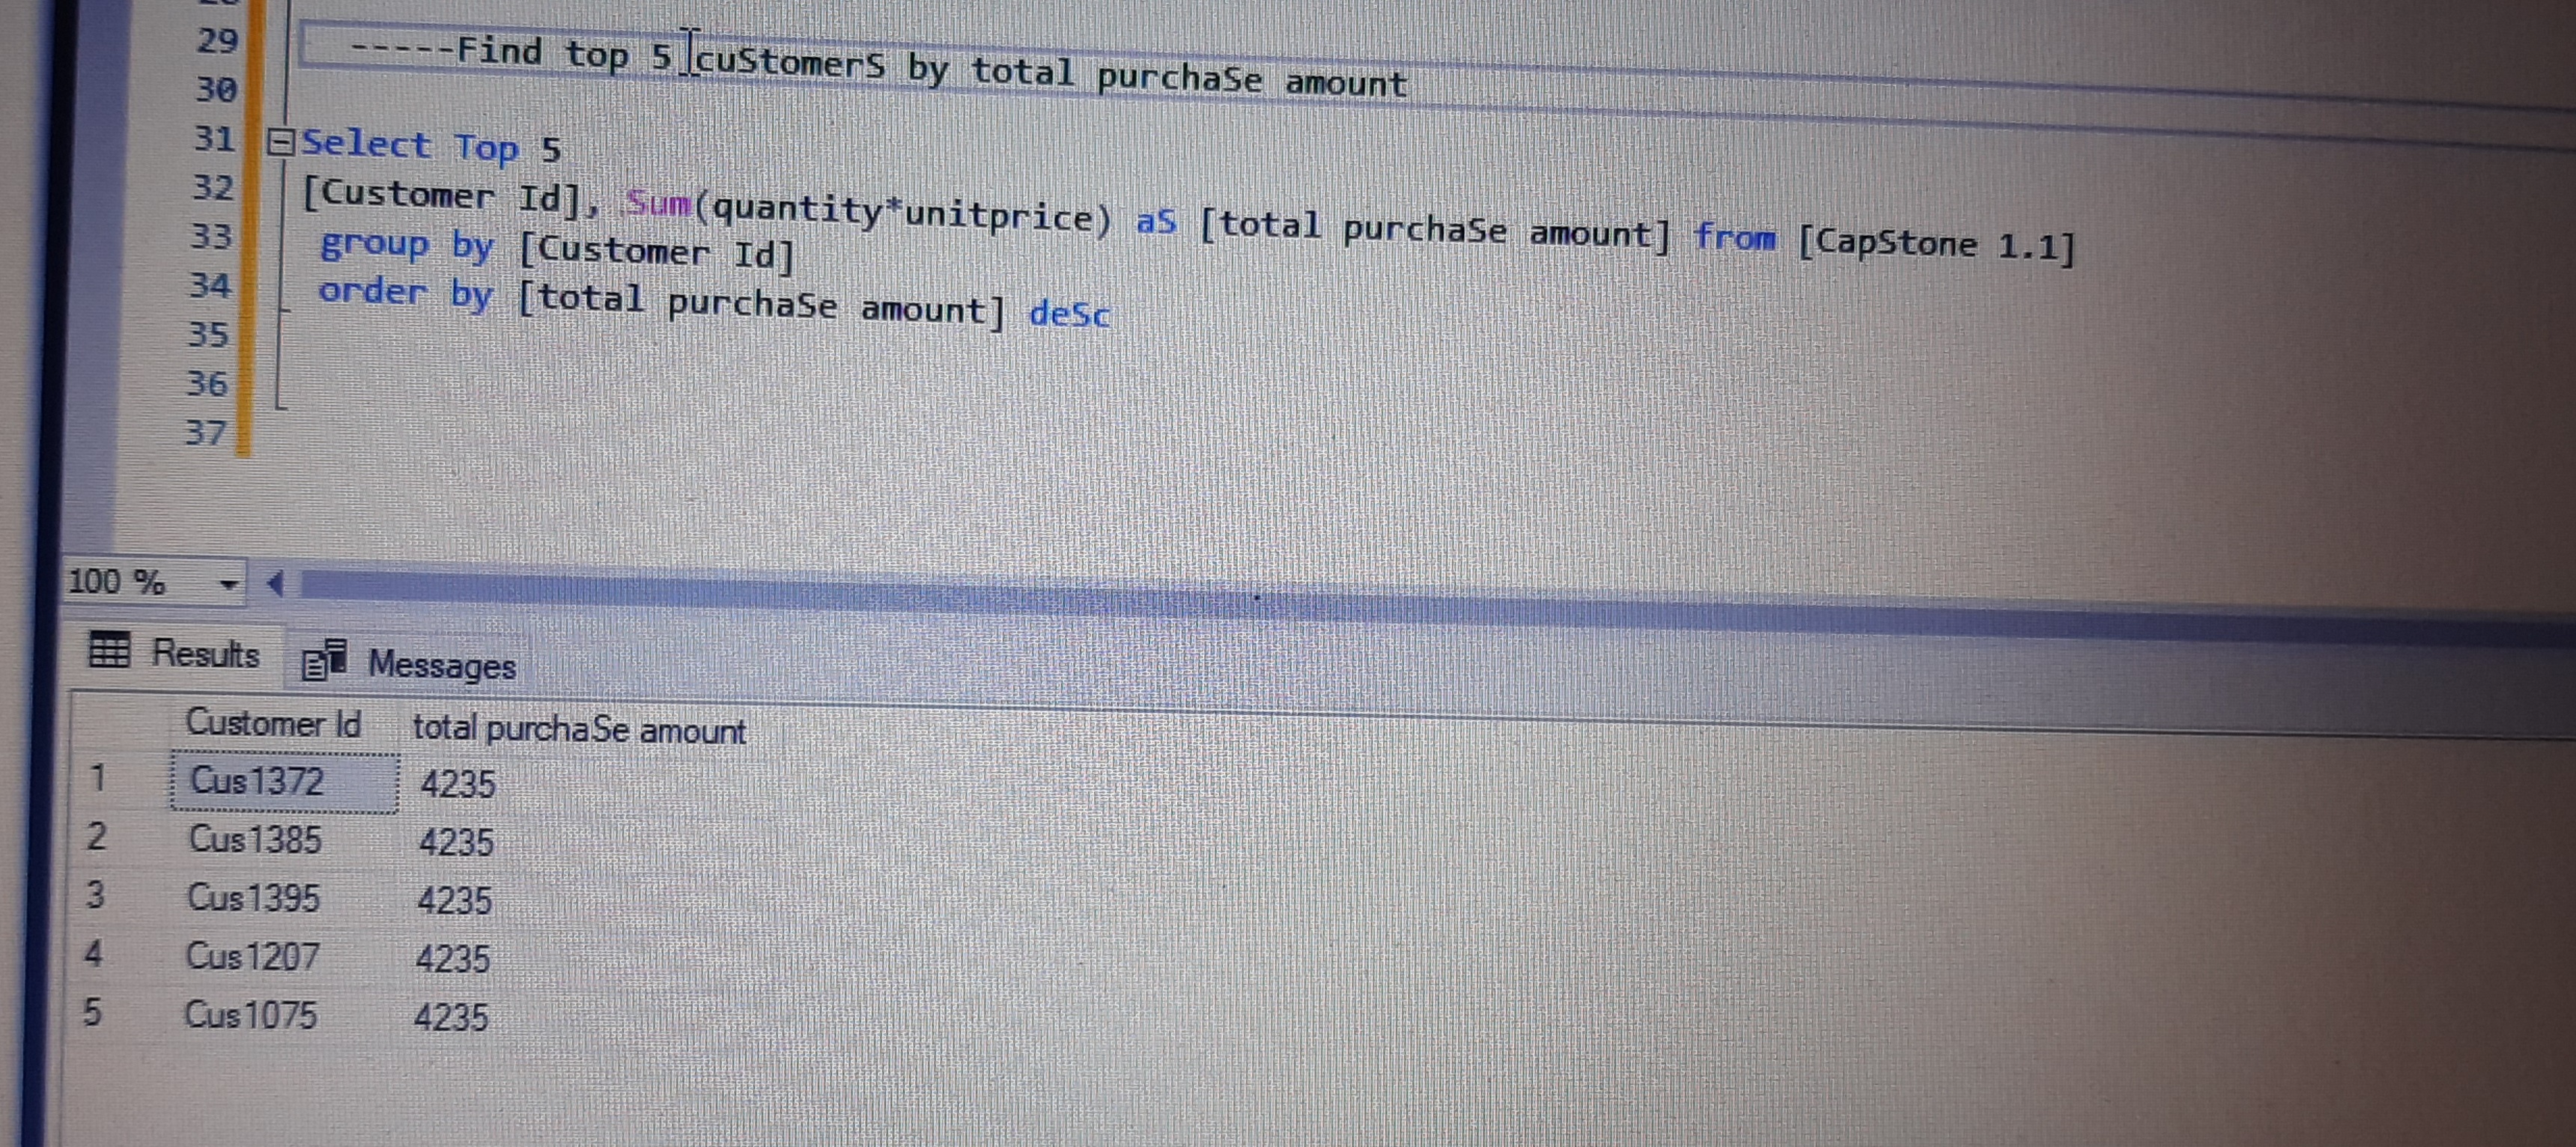 29 -----Find top 5 cuStomerS by total purchaSe amount
30
31 Select Top 5
32 [Customer Id], Sum(quantity*unitprice) aS [total purchaSe amount] from [CapStone 1.1]
33 group by [Customer Id]
34 order by [total purchaSe amount] deSc
35
36
37
100 %
Results Messages
Customer Id total purchaSe amount
1 Cus1372 4235
2 Cus1385 4235
3 Cus1395 4235
4 Cus1207 4235
5 Cus1075 4235